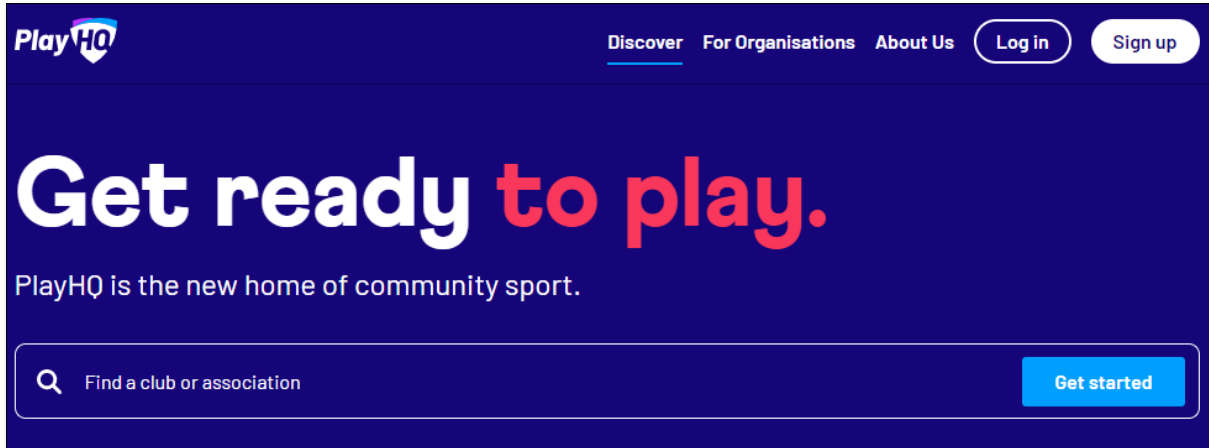 PlayHQ
Discover For Organisations About Us Log in Sign up
Get ready to play.
PlayHQ is the new home of community sport.
Find a club or association
Get started